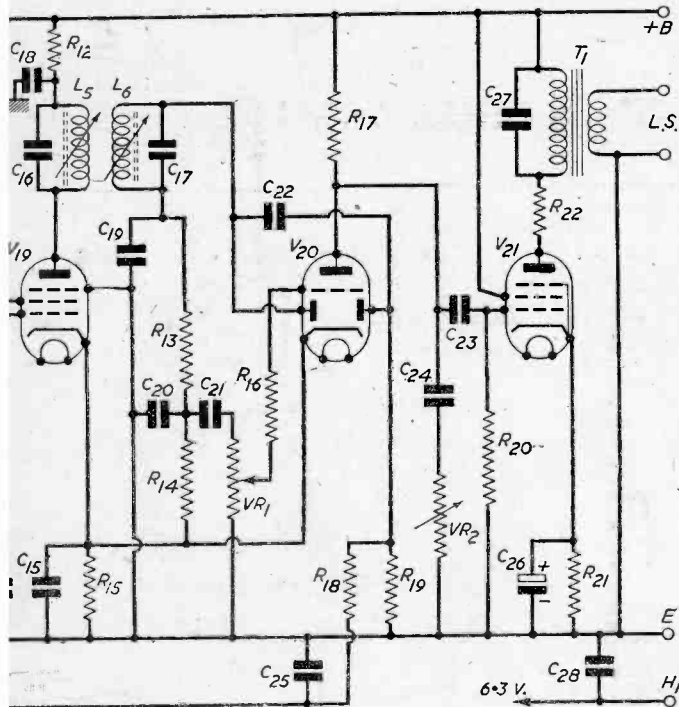 +B
C18
R12
T1
L5
L6
C27
R17
L.S.
C16
C17
C22
R22
C19
V19
V20
V21
R13
C23
R16
C24
C20
C21
R20
R14
VR1
VR2
C15
R15
R18
R19
C26
+
−
R21
E
C25
C28
6·3 V.